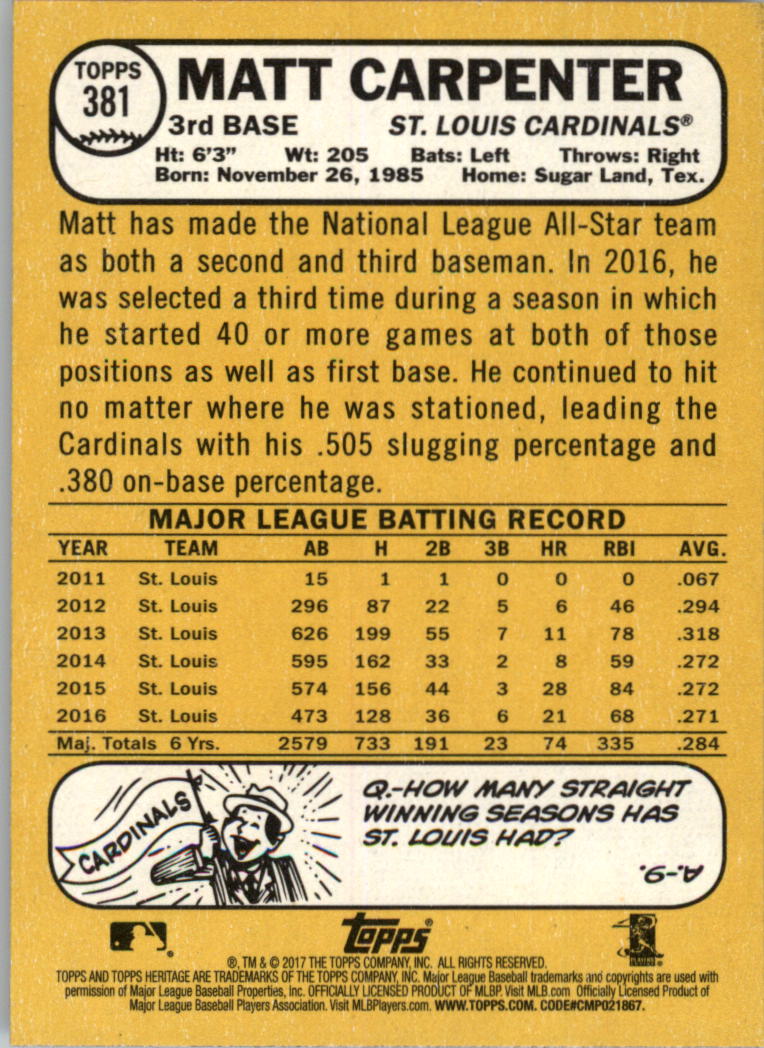 TOPPS
381
MATT CARPENTER
3rd BASE ST. LOUIS CARDINALS®
Ht: 6'3" Wt: 205 Bats: Left Throws: Right
Born: November 26, 1985 Home: Sugar Land, Tex.
Matt has made the National League All-Star team
as both a second and third baseman. In 2016, he
was selected a third time during a season in which
he started 40 or more games at both of those
positions as well as first base. He continued to hit
no matter where he was stationed, leading the
Cardinals with his .505 slugging percentage and
.380 on-base percentage.
MAJOR LEAGUE BATTING RECORD
YEAR TEAM AB H 2B 3B HR RBI AVG.
2011 St. Louis 15 1 1 0 0 0 .067
2012 St. Louis 296 87 22 5 6 46 .294
2013 St. Louis 626 199 55 7 11 78 .318
2014 St. Louis 595 162 33 2 8 59 .272
2015 St. Louis 574 156 44 3 28 84 .272
2016 St. Louis 473 128 36 6 21 68 .271
Maj. Totals 6 Yrs. 2579 733 191 23 74 335 .284
CARDINALS
Q.-HOW MANY STRAIGHT
WINNING SEASONS HAS
ST. LOUIS HAD?
A.-9.
topps®
®, TM & © 2017 THE TOPPS COMPANY, INC. ALL RIGHTS RESERVED.
TOPPS AND TOPPS HERITAGE ARE TRADEMARKS OF THE TOPPS COMPANY, INC. Major League Baseball trademarks and copyrights are used with
permission of Major League Baseball Properties, Inc. OFFICIALLY LICENSED PRODUCT OF MLBP. Visit MLB.com Officially Licensed Product of
Major League Baseball Players Association. Visit MLBPlayers.com. WWW.TOPPS.COM. CODE#CMP021867.